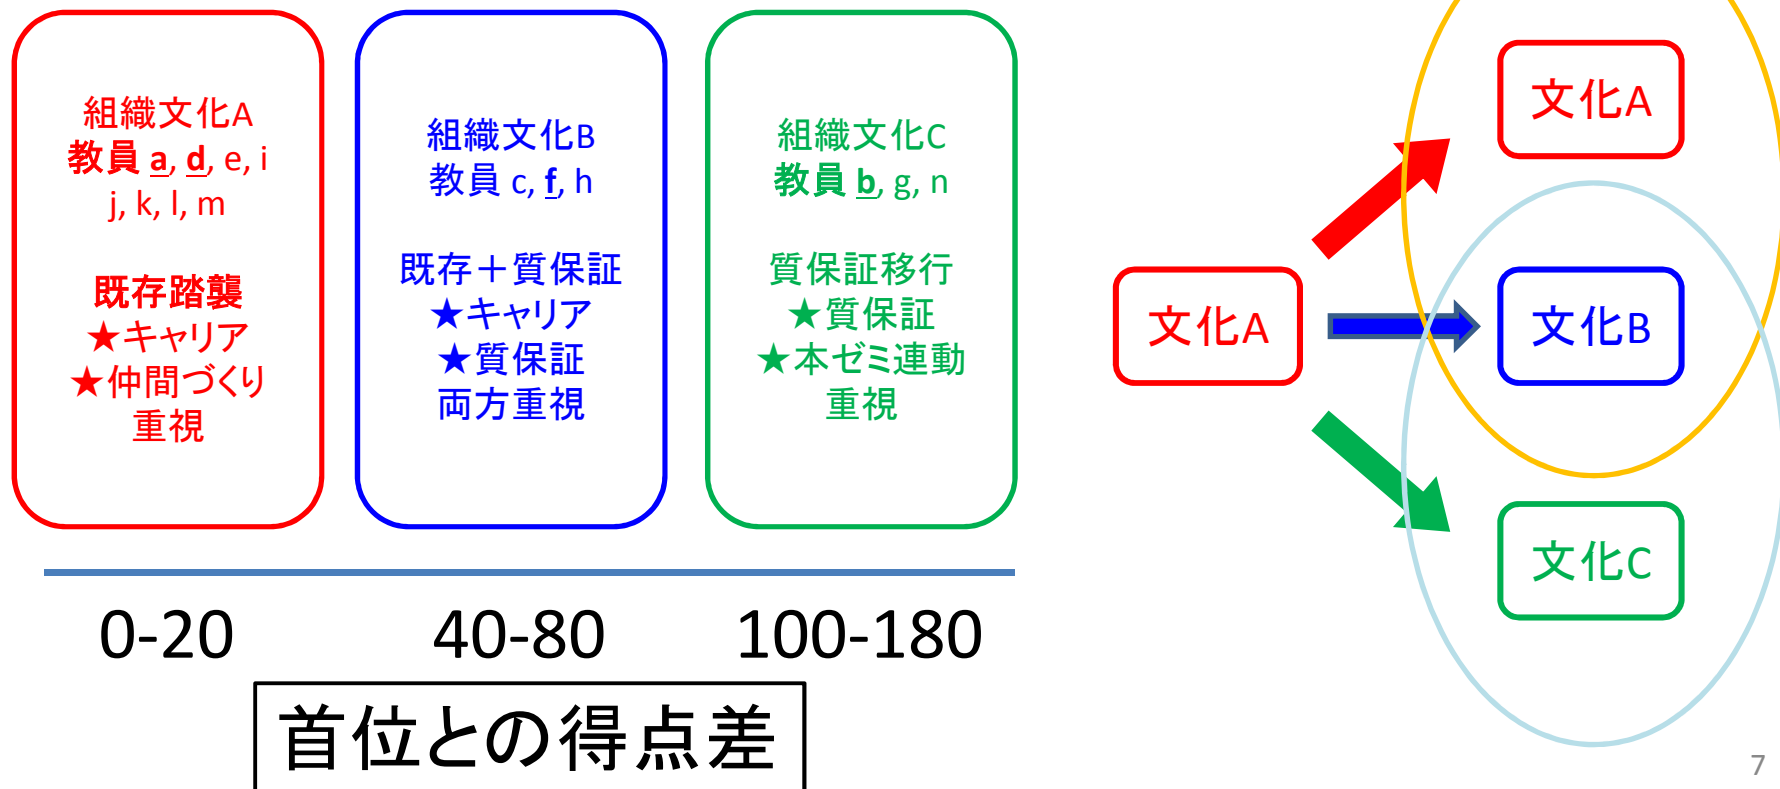 組織文化A
教員 a, d, e, i
j, k, l, m
既存踏襲
★キャリア
★仲間づくり
重視
組織文化B
教員 c, f, h
既存＋質保証
★キャリア
★質保証
両方重視
組織文化C
教員 b, g, n
質保証移行
★質保証
★本ゼミ連動
重視
0-20
40-80
100-180
首位との得点差
文化A
文化A
文化B
文化C
7